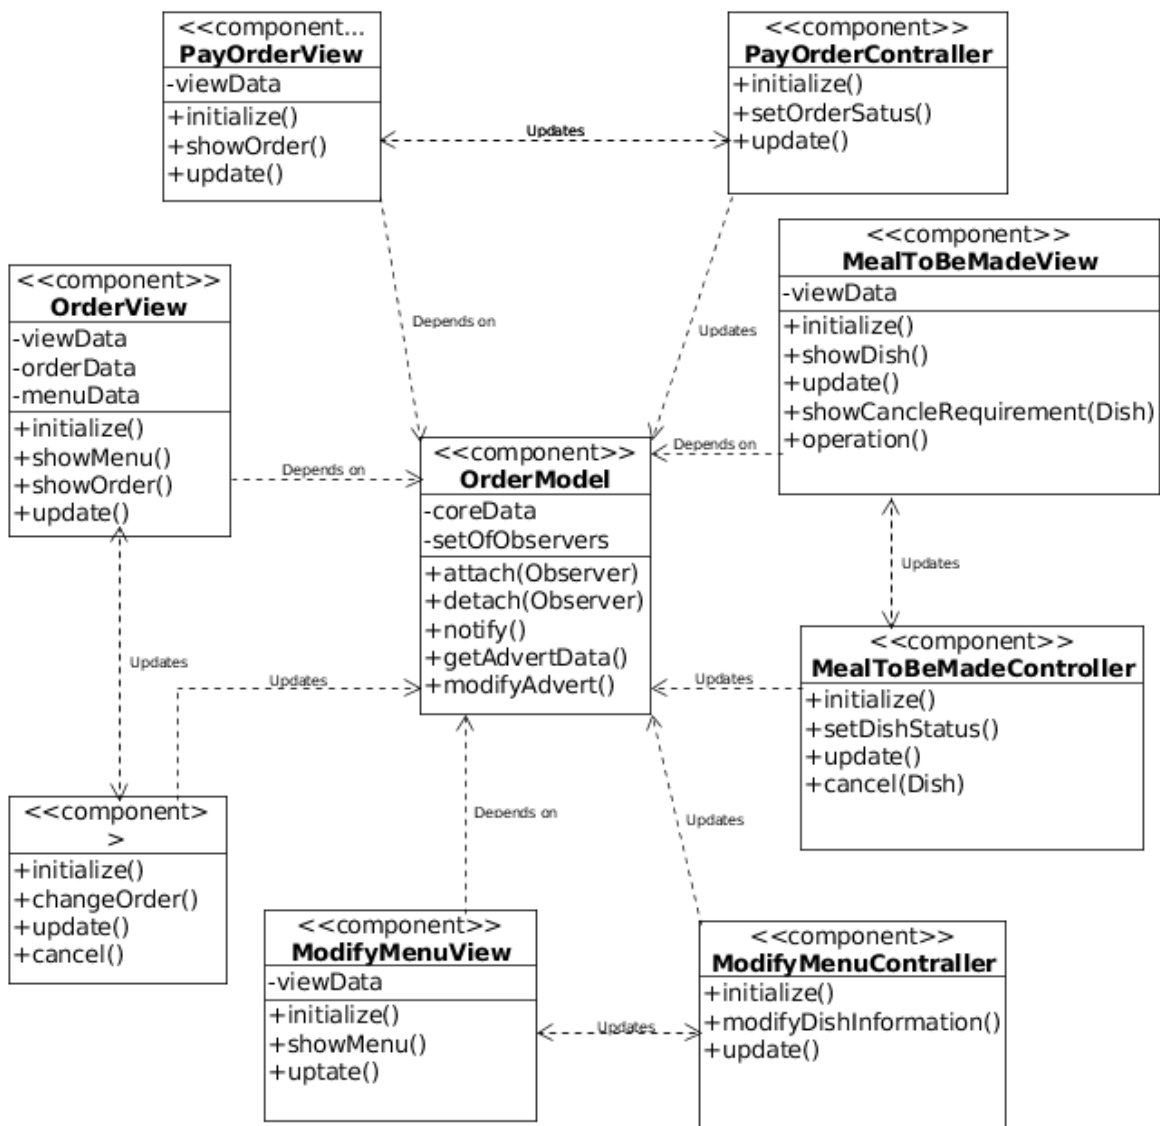 <<component...
PayOrderView
-viewData
+initialize()
+showOrder()
+update()
Updates
<<component>>
PayOrderContraller
+initialize()
+setOrderSatus()
+update()
<<component>>
OrderView
-viewData
-orderData
-menuData
+initialize()
+showMenu()
+showOrder()
+update()
Depends on
Updates
<<component>>
MealToBeMadeView
-viewData
+initialize()
+showDish()
+update()
+showCancleRequirement(Dish)
+operation()
Depends on
Depends on
<<component>>
OrderModel
-coreData
-setOfObservers
+attach(Observer)
+detach(Observer)
+notify()
+getAdvertData()
+modifyAdvert()
Updates
Updates
Updates
Updates
<<component>>
MealToBeMadeController
+initialize()
+setDishStatus()
+update()
+cancel(Dish)
<<component>
>
+initialize()
+changeOrder()
+update()
+cancel()
Depends on
Updates
<<component>>
ModifyMenuView
-viewData
+initialize()
+showMenu()
+uptate()
Updates
<<component>>
ModifyMenuContraller
+initialize()
+modifyDishInformation()
+update()